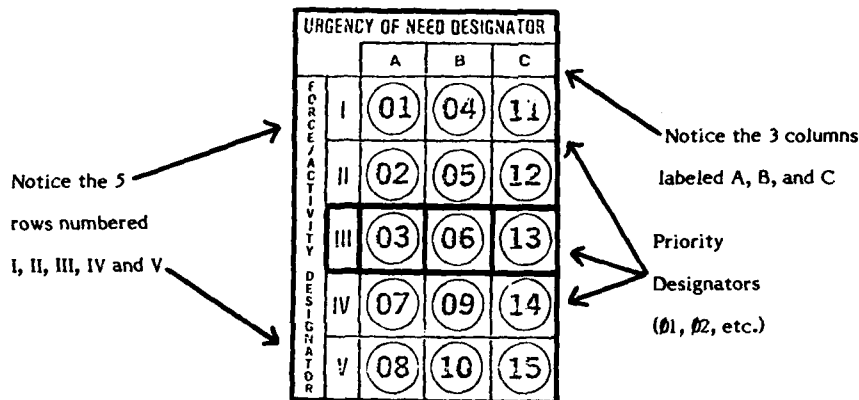 URGENCY OF NEED DESIGNATOR
A B C
FORCE/ACTIVITY DESIGNATOR
I 01 04 11
II 02 05 12
III 03 06 13
IV 07 09 14
V 08 10 15
Notice the 5
rows numbered
I, II, III, IV and V
Notice the 3 columns
labeled A, B, and C
Priority
Designators
(Ø1, Ø2, etc.)